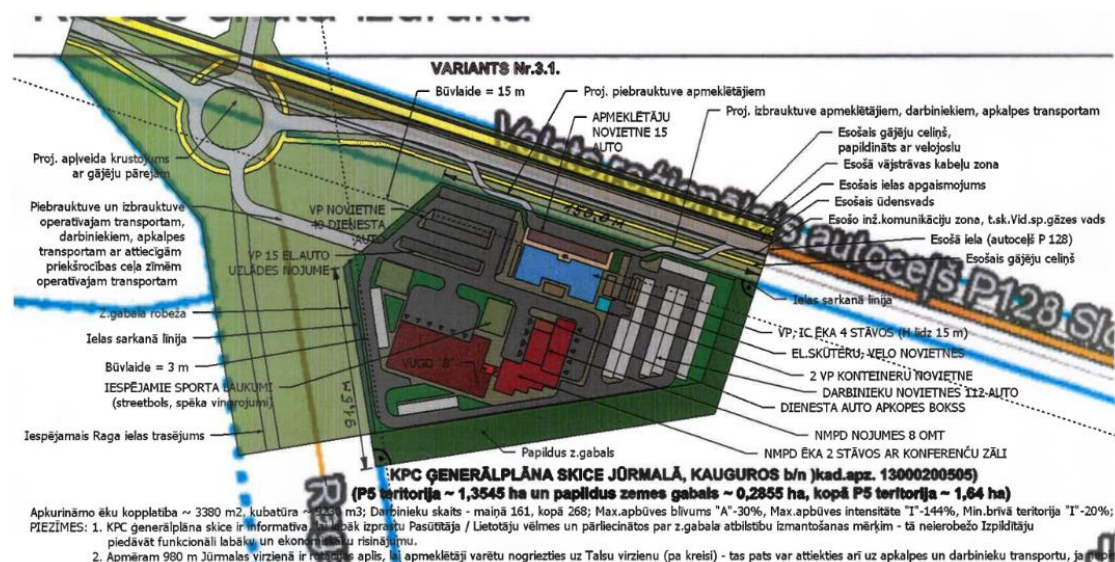 VARIANTS Nr.3.1.
Būvlaide = 15 m
Proj. piebrauktuve apmeklētājiem
APMEKLĒTĀJU
NOVIETNE 15
AUTO
Proj. izbrauktuve apmeklētājiem, darbiniekiem, apkalpes transportam
Esošais gājēju celiņš,
papildināts ar velojoslu
Esošā vājstrāvas kabeļu zona
Esošais ielas apgaismojums
Esošais ūdensvads
Esošo inž.komunikāciju zona, t.sk.Vid.sp.gāzes vads
Esošā iela (autoceļš P 128)
Esošais gājēju celiņš
Valsts reģionālais autoceļš P128 Slo
Proj. apļveida krustojums
ar gājēju pārejām
Piebrauktuve un izbrauktuve
operatīvajam transportam,
darbiniekiem, apkalpes
transportam ar attiecīgām
priekšrocības ceļa zīmēm
operatīvajam transportam
VP NOVIETNE
DIENESTA
AUTO
VP 15 EL.AUTO
UZLĀDES NOJUME
Z.gabala robeža
Ielas sarkanā līnija
Būvlaide = 3 m
IESPĒJAMIE SPORTA LAUKUMI
(streetbols, spēka vingrojumi)
Iespējamais Raga ielas trasējums
91,5 m
VUGD
Papildus z.gabals
Ielas sarkanā līnija
VP, IC ĒKA 4 STĀVOS (H līdz 15 m)
EL.SKŪTERU, VELO NOVIETNES
2 VP KONTEINERU NOVIETNE
DARBINIEKU NOVIETNES 112 AUTO
DIENESTA AUTO APKOPES BOKSS
NMPD NOJUMES 8 OMT
NMPD ĒKA 2 STĀVOS AR KONFERENČU ZĀLI
KPC ĢENERĀLPLĀNA SKICE JŪRMALĀ, KAUGUROS b/n )kad.apz. 13000200505)
(P5 teritorija ~ 1,3545 ha un papildus zemes gabals ~ 0,2855 ha, kopā P5 teritorija ~ 1,64 ha)
Apkurināmo ēku kopplatība ~ 3380 m2, kubatūra ~ m3; Darbinieku skaits - maiņā 161, kopā 268; Max.apbūves blīvums "A"-30%, Max.apbūves intensitāte "I"-144%, Min.brīvā teritorija "I"-20%;
PIEZĪMES: 1. KPC ģenerālplāna skice ir informatīva, lai labāk izprastu Pasūtītāja / Lietotāju vēlmes un pārliecinātos par z.gabala atbilstību izmantošanas mērķim - tā neierobežo Izpildītāju
piedāvāt funkcionāli labāku un ekonomiskāku risinājumu.
2. Apmēram 980 m Jūrmalas virzienā ir rotācijas aplis, lai apmeklētāji varētu nogriezties uz Talsu virzienu (pa kreisi) - tas pats var attiekties arī uz apkalpes un darbinieku transportu, ja